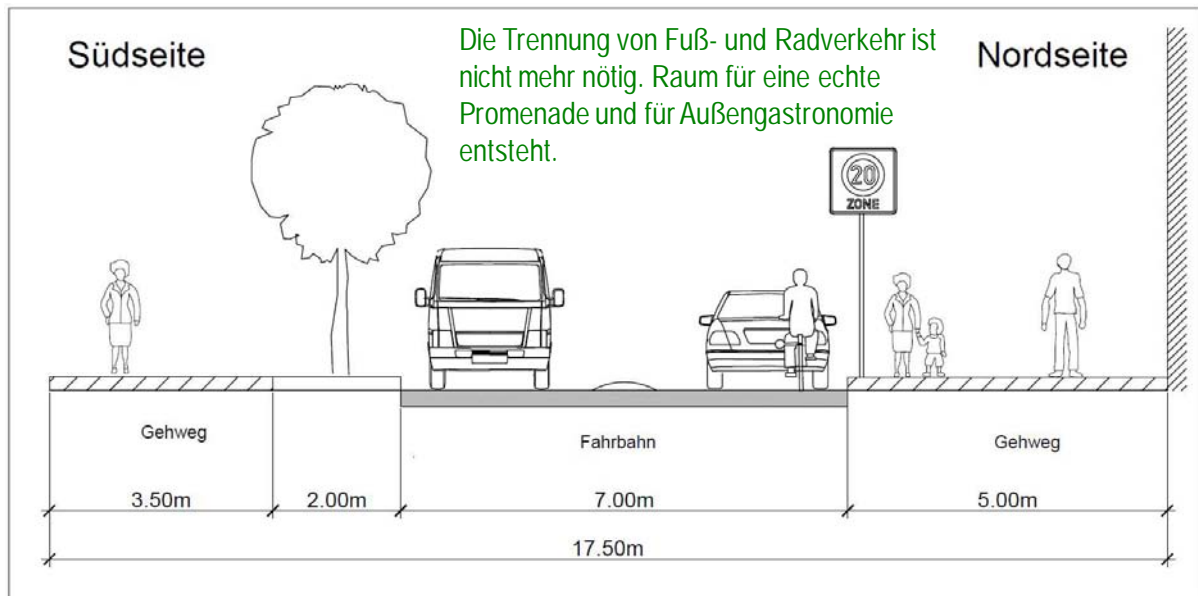 Südseite
Die Trennung von Fuß- und Radverkehr ist
nicht mehr nötig. Raum für eine echte
Promenade und für Außengastronomie
entsteht.
Nordseite
20
ZONE
Gehweg
Fahrbahn
Gehweg
3.50m
2.00m
7.00m
5.00m
17.50m